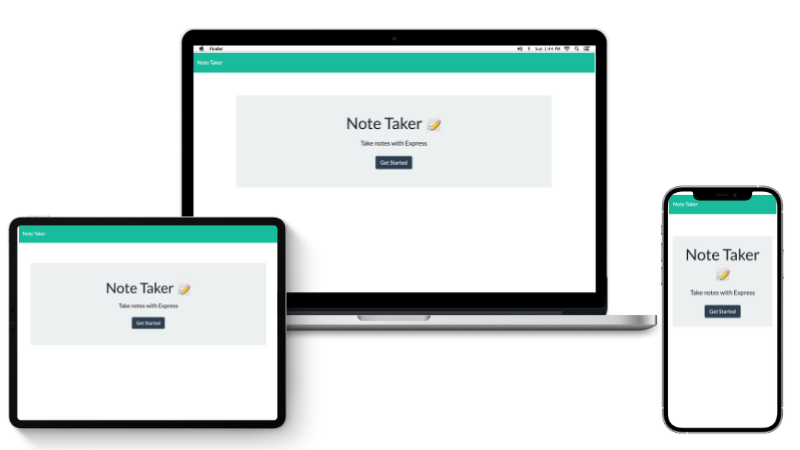 Finder
Sun 1:44 PM
Note Taker
Note Taker 📝
Take notes with Express
Get Started
Note Taker
Note Taker 📝
Take notes with Express
Get Started
Note Taker
Note Taker
📝
Take notes with Express
Get Started